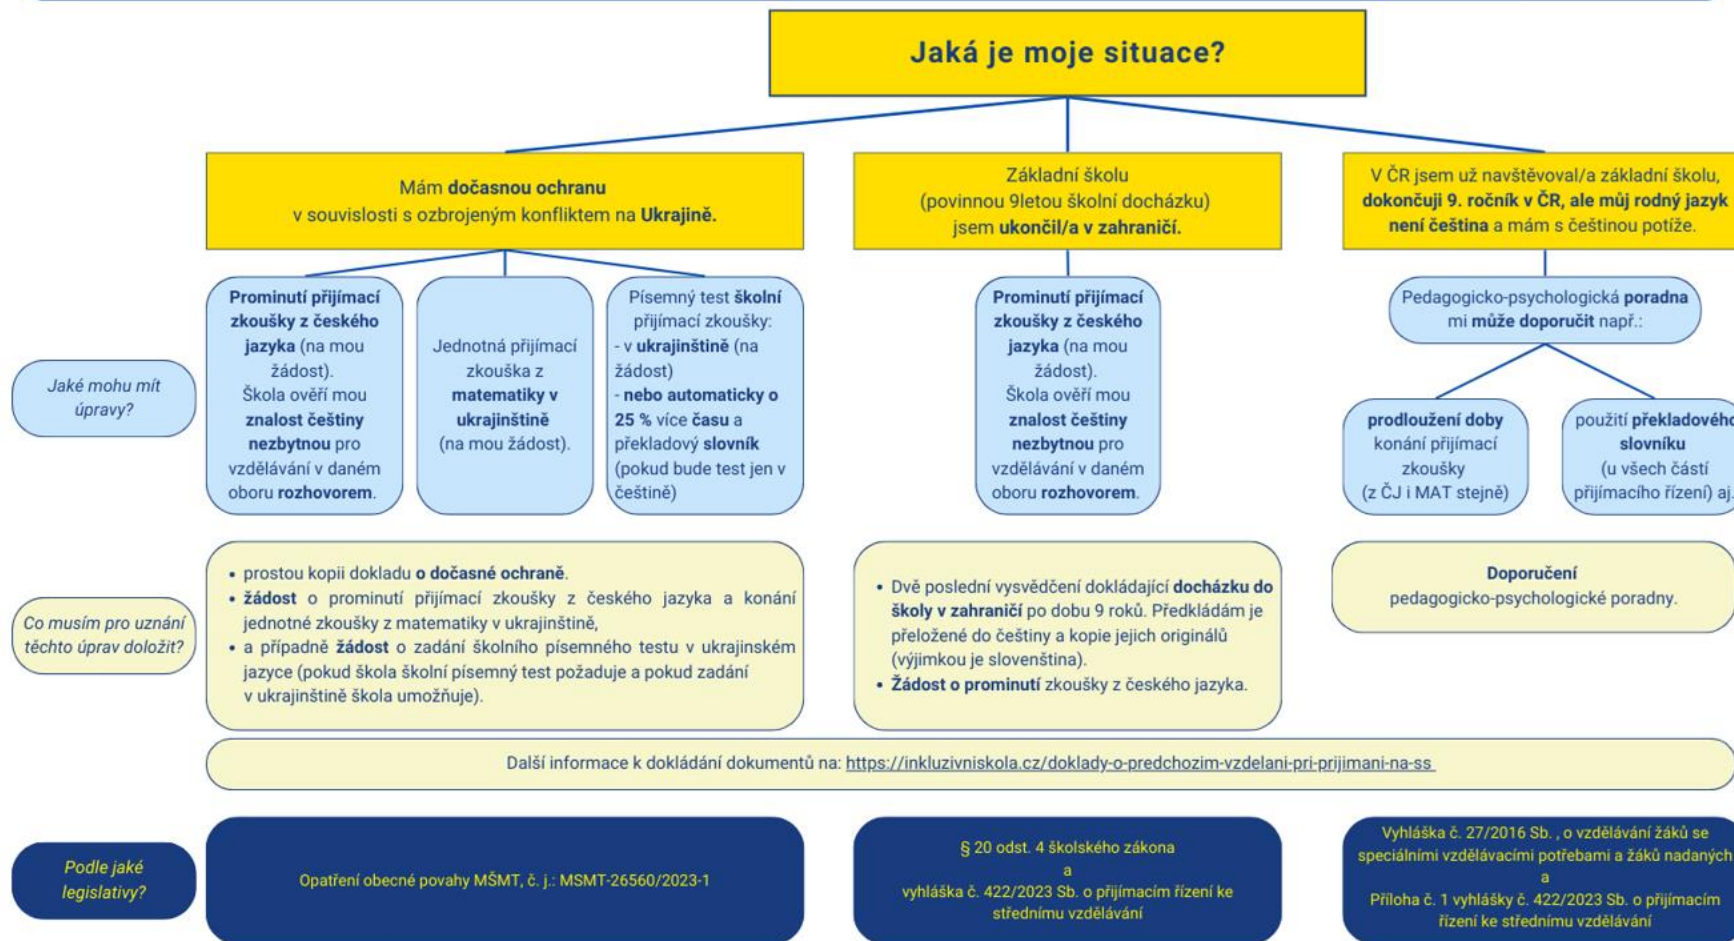 Jaká je moje situace?
Mám dočasnou ochranu
v souvislosti s ozbrojeným konfliktem na Ukrajině.
Základní školu
(povinnou 9letou školní docházku)
jsem ukončil/a v zahraničí.
V ČR jsem už navštěvoval/a základní školu,
dokončuji 9. ročník v ČR, ale můj rodný jazyk
není čeština a mám s češtinou potíže.
Jaké mohu mít
úpravy?
Prominutí přijímací
zkoušky z českého
jazyka (na mou
žádost).
Škola ověří mou
znalost češtiny
nezbytnou pro
vzdělávání v daném
oboru rozhovorem.
Jednotná přijímací
zkouška z
matematiky v
ukrajinštině
(na mou žádost).
Písemný test školní
přijímací zkoušky:
- v ukrajinštině (na
žádost)
- nebo automaticky o
25 % více času a
překladový slovník
(pokud bude test jen v
češtině)
Prominutí přijímací
zkoušky z českého
jazyka (na mou
žádost).
Škola ověří mou
znalost češtiny
nezbytnou pro
vzdělávání v daném
oboru rozhovorem.
Pedagogicko-psychologická poradna
mi může doporučit např.:
prodloužení doby
konání přijímací
zkoušky
(z ČJ i MAT stejně)
použití překladového
slovníku
(u všech částí
přijímacího řízení) aj.
Co musím pro uznání
těchto úprav doložit?
• prostou kopii dokladu o dočasné ochraně.
• žádost o prominutí přijímací zkoušky z českého jazyka a konání
jednotné zkoušky z matematiky v ukrajinštině,
• a případně žádost o zadání školního písemného testu v ukrajinském
jazyce (pokud škola školní písemný test požaduje a pokud zadání
v ukrajinštině škola umožňuje).
• Dvě poslední vysvědčení dokládající docházku do
školy v zahraničí po dobu 9 roků. Předkládám je
přeložené do češtiny a kopie jejich originálů
(výjimkou je slovenština).
• Žádost o prominutí zkoušky z českého jazyka.
Doporučení
pedagogicko-psychologické poradny.
Další informace k dokládání dokumentů na: https://inkluzivniskola.cz/doklady-o-predchozim-vzdelani-pri-prijimani-na-ss
Podle jaké
legislativy?
Opatření obecné povahy MŠMT, č. j.: MSMT-26560/2023-1
§ 20 odst. 4 školského zákona
a
vyhláška č. 422/2023 Sb. o přijímacím řízení ke
střednímu vzdělávání
Vyhláška č. 27/2016 Sb. , o vzdělávání žáků se
speciálními vzdělávacími potřebami a žáků nadaných
a
Příloha č. 1 vyhlášky č. 422/2023 Sb. o přijímacím
řízení ke střednímu vzdělávání